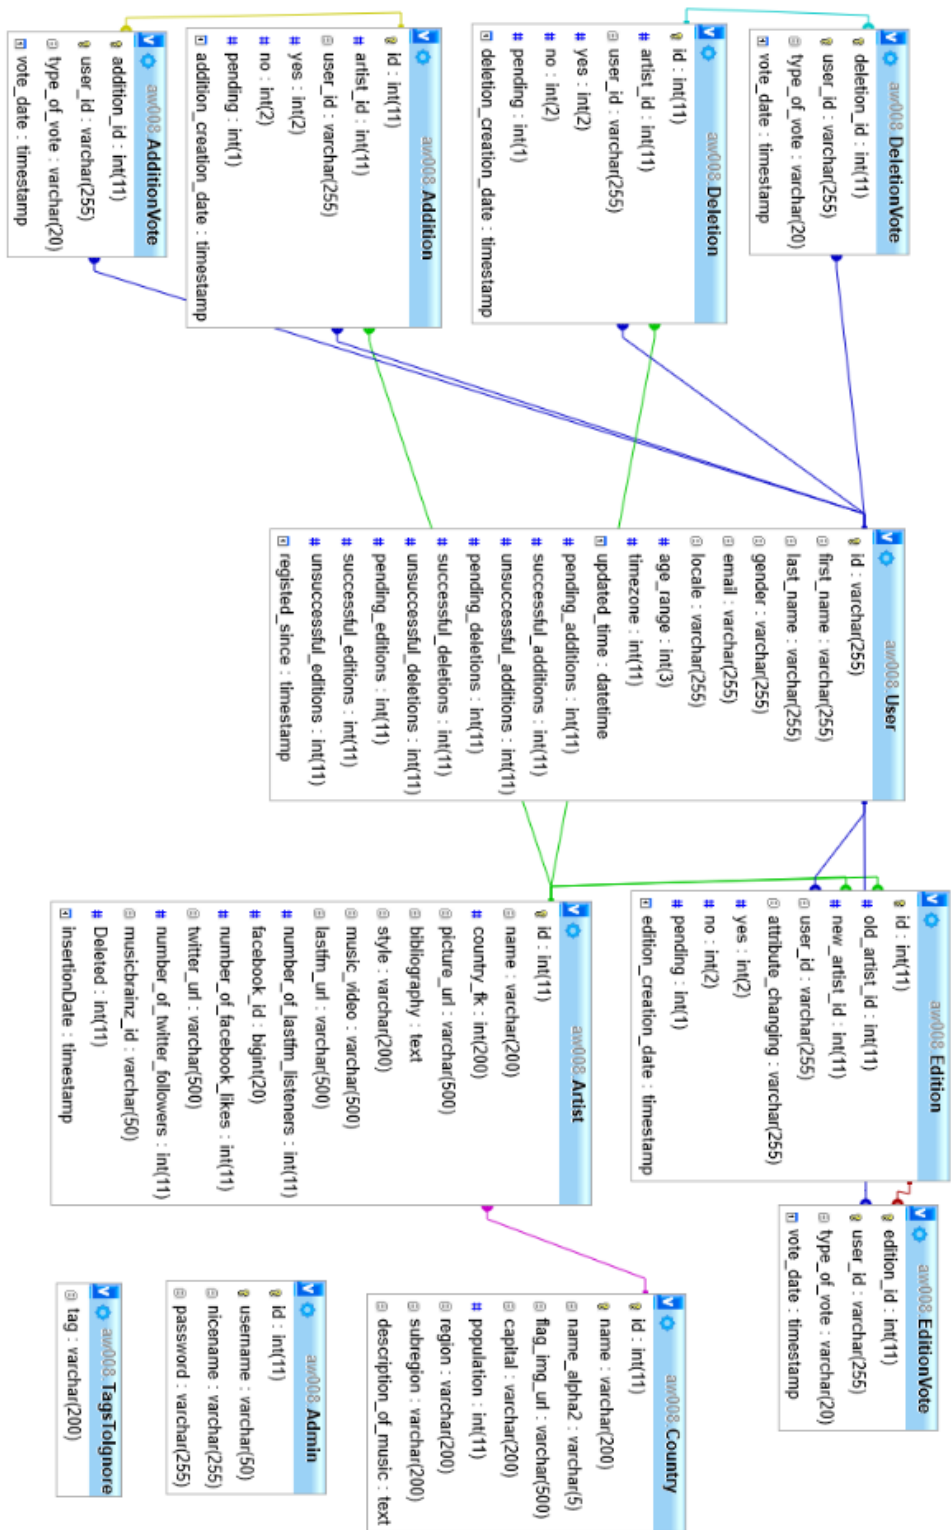 aw008 DeletionVote
deletion_id : int(11)
user_id : varchar(255)
type_of_vote : varchar(20)
vote_date : timestamp
aw008 Deletion
id : int(11)
artist_id : int(11)
user_id : varchar(255)
yes : int(2)
no : int(2)
pending : int(1)
deletion_creation_date : timestamp
aw008 Addition
id : int(11)
artist_id : int(11)
user_id : varchar(255)
yes : int(2)
no : int(2)
pending : int(1)
addition_creation_date : timestamp
aw008 AdditionVote
addition_id : int(11)
user_id : varchar(255)
type_of_vote : varchar(20)
vote_date : timestamp
aw008 User
id : varchar(255)
first_name : varchar(255)
last_name : varchar(255)
gender : varchar(255)
email : varchar(255)
locale : varchar(255)
age_range : int(3)
timezone : int(11)
updated_time : datetime
pending_additions : int(11)
successful_additions : int(11)
unsuccessful_additions : int(11)
pending_deletions : int(11)
successful_deletions : int(11)
unsuccessful_deletions : int(11)
pending_editions : int(11)
successful_editions : int(11)
unsuccessful_editions : int(11)
registed_since : timestamp
aw008 Edition
id : int(11)
old_artist_id : int(11)
new_artist_id : int(11)
user_id : varchar(255)
attribute_changing : varchar(255)
yes : int(2)
no : int(2)
pending : int(1)
edition_creation_date : timestamp
aw008 Artist
id : int(11)
name : varchar(200)
country_fk : int(200)
picture_url : varchar(500)
bibliography : text
style : varchar(200)
music_video : varchar(500)
lastfm_url : varchar(500)
number_of_lastfm_listeners : int(11)
facebook_id : bigint(20)
number_of_facebook_likes : int(11)
twitter_url : varchar(500)
number_of_twitter_followers : int(11)
musicbrainz_id : varchar(50)
Deleted : int(11)
insertionDate : timestamp
aw008 EditionVote
edition_id : int(11)
user_id : varchar(255)
type_of_vote : varchar(20)
vote_date : timestamp
aw008 Country
id : int(11)
name : varchar(200)
name_alpha2 : varchar(5)
flag_img_url : varchar(500)
capital : varchar(200)
population : int(11)
region : varchar(200)
subregion : varchar(200)
description_of_music : text
aw008 Admin
id : int(11)
username : varchar(50)
nicename : varchar(255)
password : varchar(255)
aw008 TagsToIgnore
tag : varchar(200)